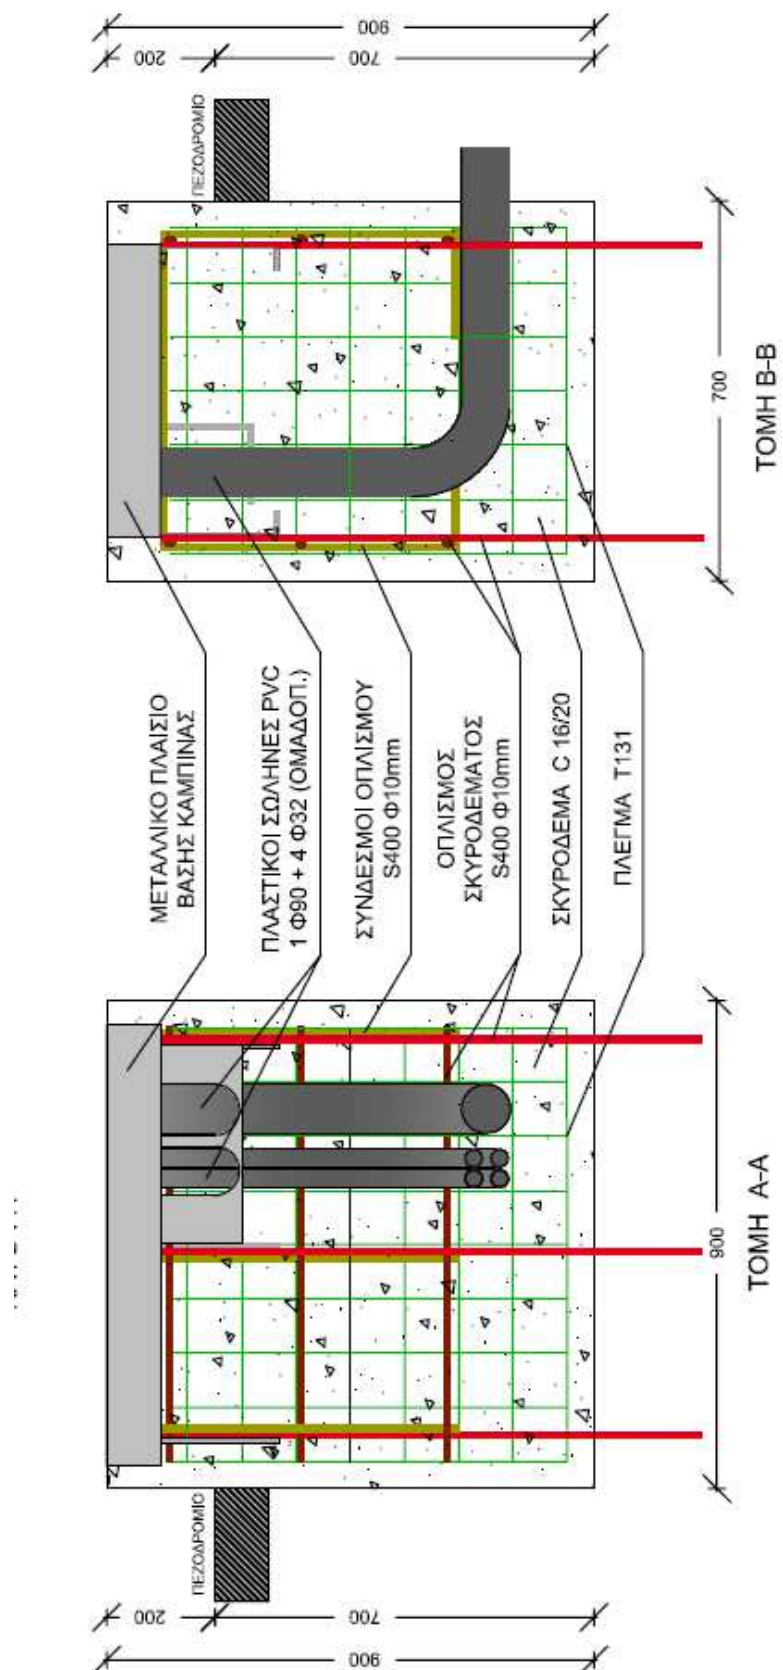 900
200
700
ΠΕΖΟΔΡΟΜΙΟ
700
ΤΟΜΗ Β-Β
ΜΕΤΑΛΛΙΚΟ ΠΛΑΙΣΙΟ
ΒΑΣΗΣ ΚΑΜΠΙΝΑΣ
ΠΛΑΣΤΙΚΟΙ ΣΩΛΗΝΕΣ PVC
1 Φ90 + 4 Φ32 (ΟΜΑΔΟΠ.)
ΣΥΝΔΕΣΜΟΙ ΟΠΛΙΣΜΟΥ
S400 Φ10mm
ΟΠΛΙΣΜΟΣ
ΣΚΥΡΟΔΕΜΑΤΟΣ
S400 Φ10mm
ΣΚΥΡΟΔΕΜΑ C 16/20
ΠΛΕΓΜΑ Τ131
900
ΤΟΜΗ Α-Α
ΠΕΖΟΔΡΟΜΙΟ
200
700
900